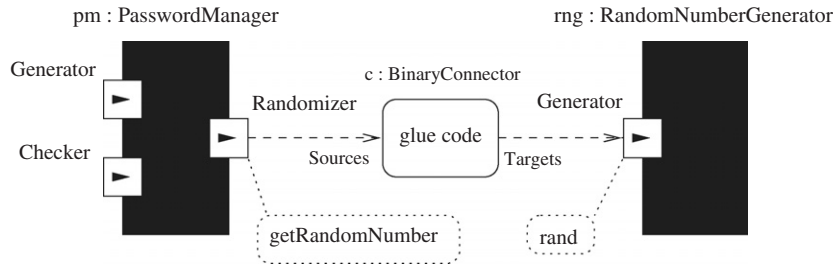 pm : PasswordManager
rng : RandomNumberGenerator
Generator
c : BinaryConnector
Randomizer
Generator
glue code
Checker
Sources
Targets
getRandomNumber
rand